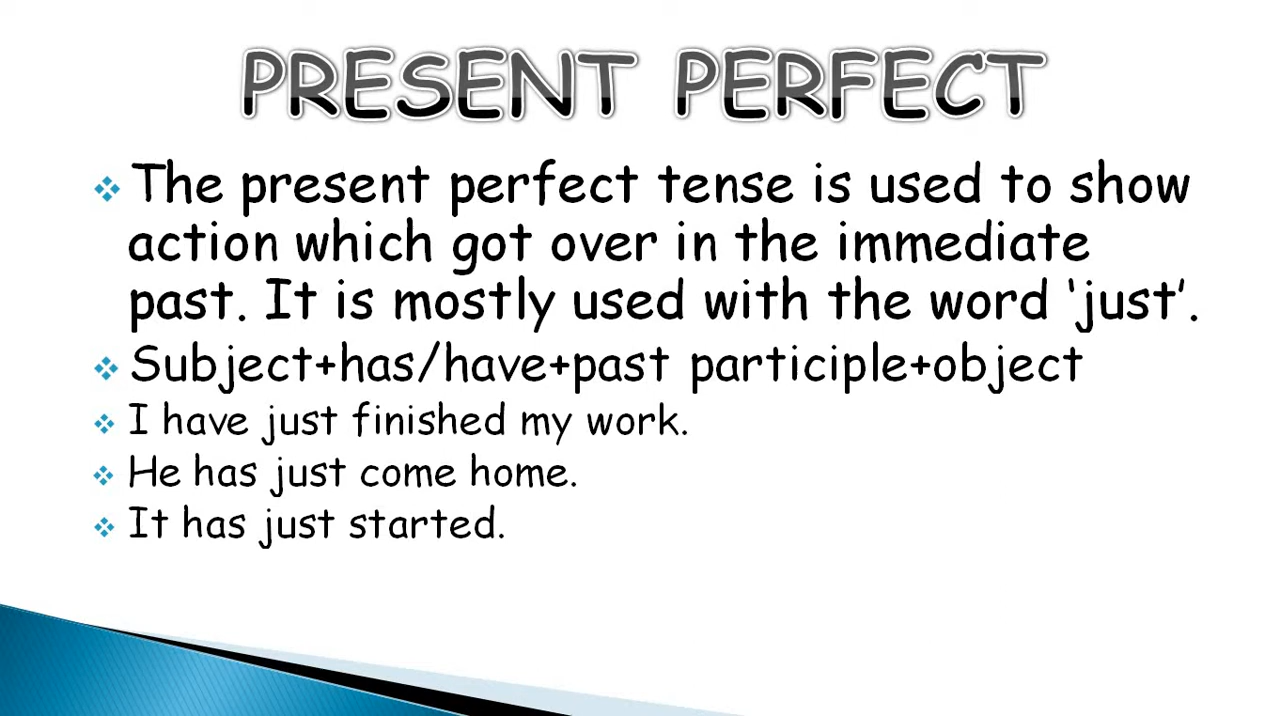 PRESENT PERFECT
The present perfect tense is used to show
action which got over in the immediate
past. It is mostly used with the word ‘just’.
Subject+has/have+past participle+object
I have just finished my work.
He has just come home.
It has just started.